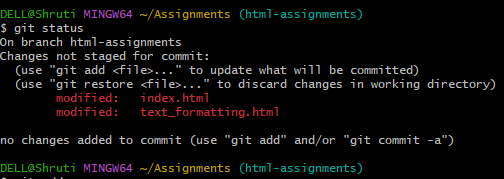 DELL@Shruti MINGW64 ~/Assignments (html-assignments)
$ git status
On branch html-assignments
Changes not staged for commit:
  (use "git add <file>..." to update what will be committed)
  (use "git restore <file>..." to discard changes in working directory)
        modified:   index.html
        modified:   text_formatting.html

no changes added to commit (use "git add" and/or "git commit -a")

DELL@Shruti MINGW64 ~/Assignments (html-assignments)